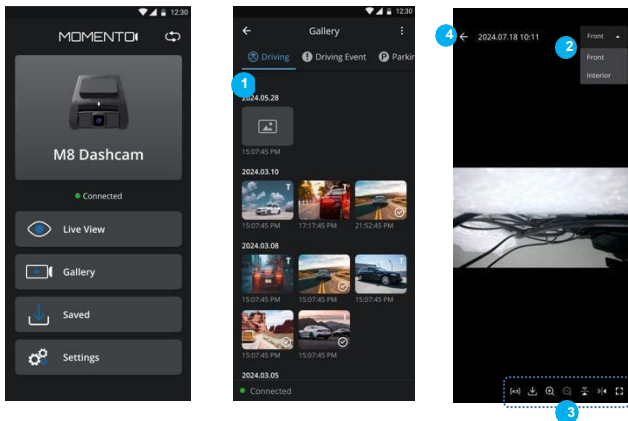 12:30
MOMENTO
M8 Dashcam
Connected
Live View
Gallery
Saved
Settings
12:30
Gallery
Driving
Driving Event
Parkin
1
2024.05.28
15:07:45 PM
2024.03.10
T
T
15:07:45 PM 17:17:45 PM 21:52:45 PM
2024.03.08
T
T
15:07:45 PM 15:07:45 PM 15:07:45 PM
T
15:07:45 PM 15:07:45 PM
2024.03.05
Connected
4
2024.07.18 10:11
Front
2
Front
Interior
3